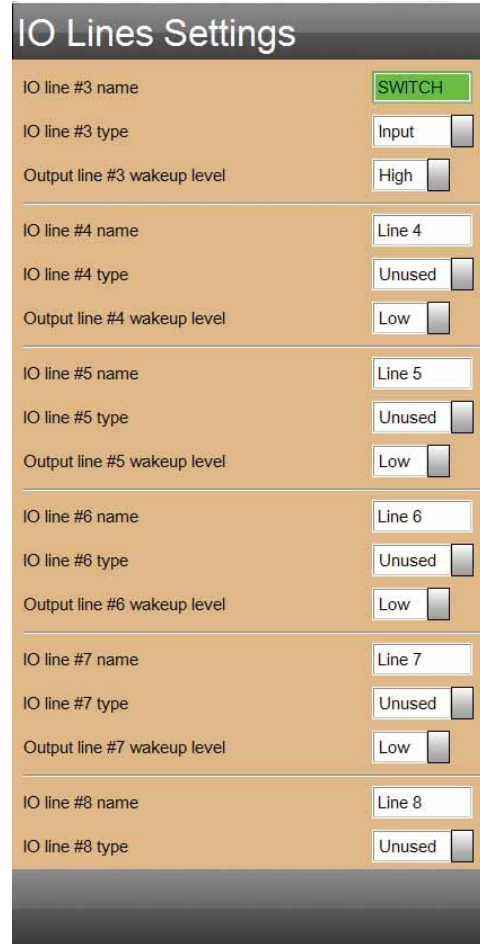 IO Lines Settings
IO line #3 name SWITCH
IO line #3 type Input
Output line #3 wakeup level High
IO line #4 name Line 4
IO line #4 type Unused
Output line #4 wakeup level Low
IO line #5 name Line 5
IO line #5 type Unused
Output line #5 wakeup level Low
IO line #6 name Line 6
IO line #6 type Unused
Output line #6 wakeup level Low
IO line #7 name Line 7
IO line #7 type Unused
Output line #7 wakeup level Low
IO line #8 name Line 8
IO line #8 type Unused